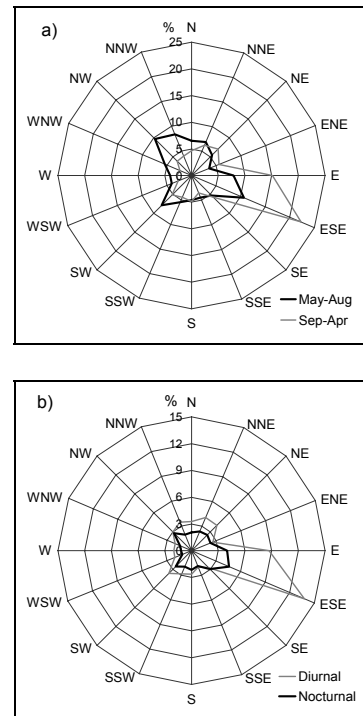 a)
%
N
NNW
NNE
25
NW
NE
20
15
WNW
ENE
10
5
W
0
E
WSW
ESE
SW
SE
SSW
SSE
S
May-Aug
Sep-Apr
b)
%
N
NNW
NNE
15
NW
NE
12
9
WNW
ENE
6
3
W
0
E
WSW
ESE
SW
SE
SSW
SSE
S
Diurnal
Nocturnal